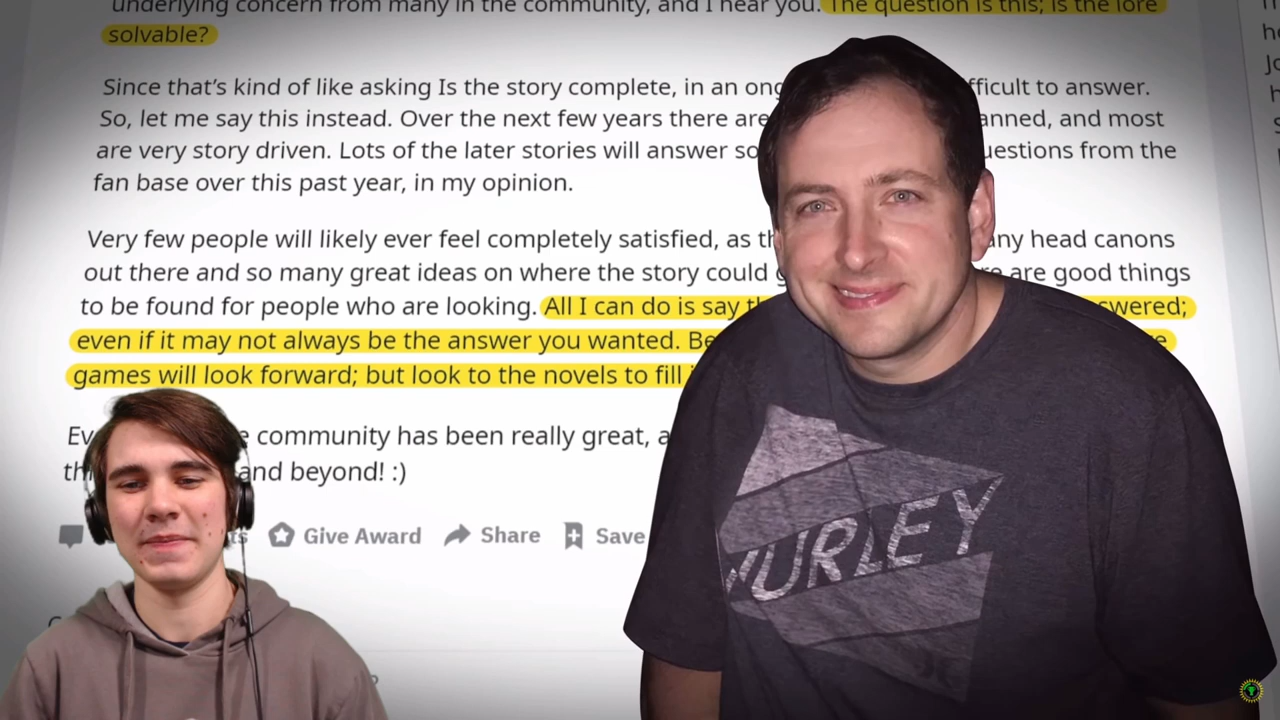 underlying concern from many in the community, and I hear you. The question is this; is the lore
solvable?
Since that's kind of like asking Is the story complete, in an ong fficult to answer.
So, let me say this instead. Over the next few years there are anned, and most
are very story driven. Lots of the later stories will answer so uestions from the
fan base over this past year, in my opinion.
Very few people will likely ever feel completely satisfied, as th any head canons
out there and so many great ideas on where the story could g re are good things
to be found for people who are looking. All I can do is say t wered;
even if it may not always be the answer you wanted. Be
games will look forward; but look to the novels to fill
Ev e community has been really great, a
thi and beyond! :)
Give Award Share Save
HURLEY